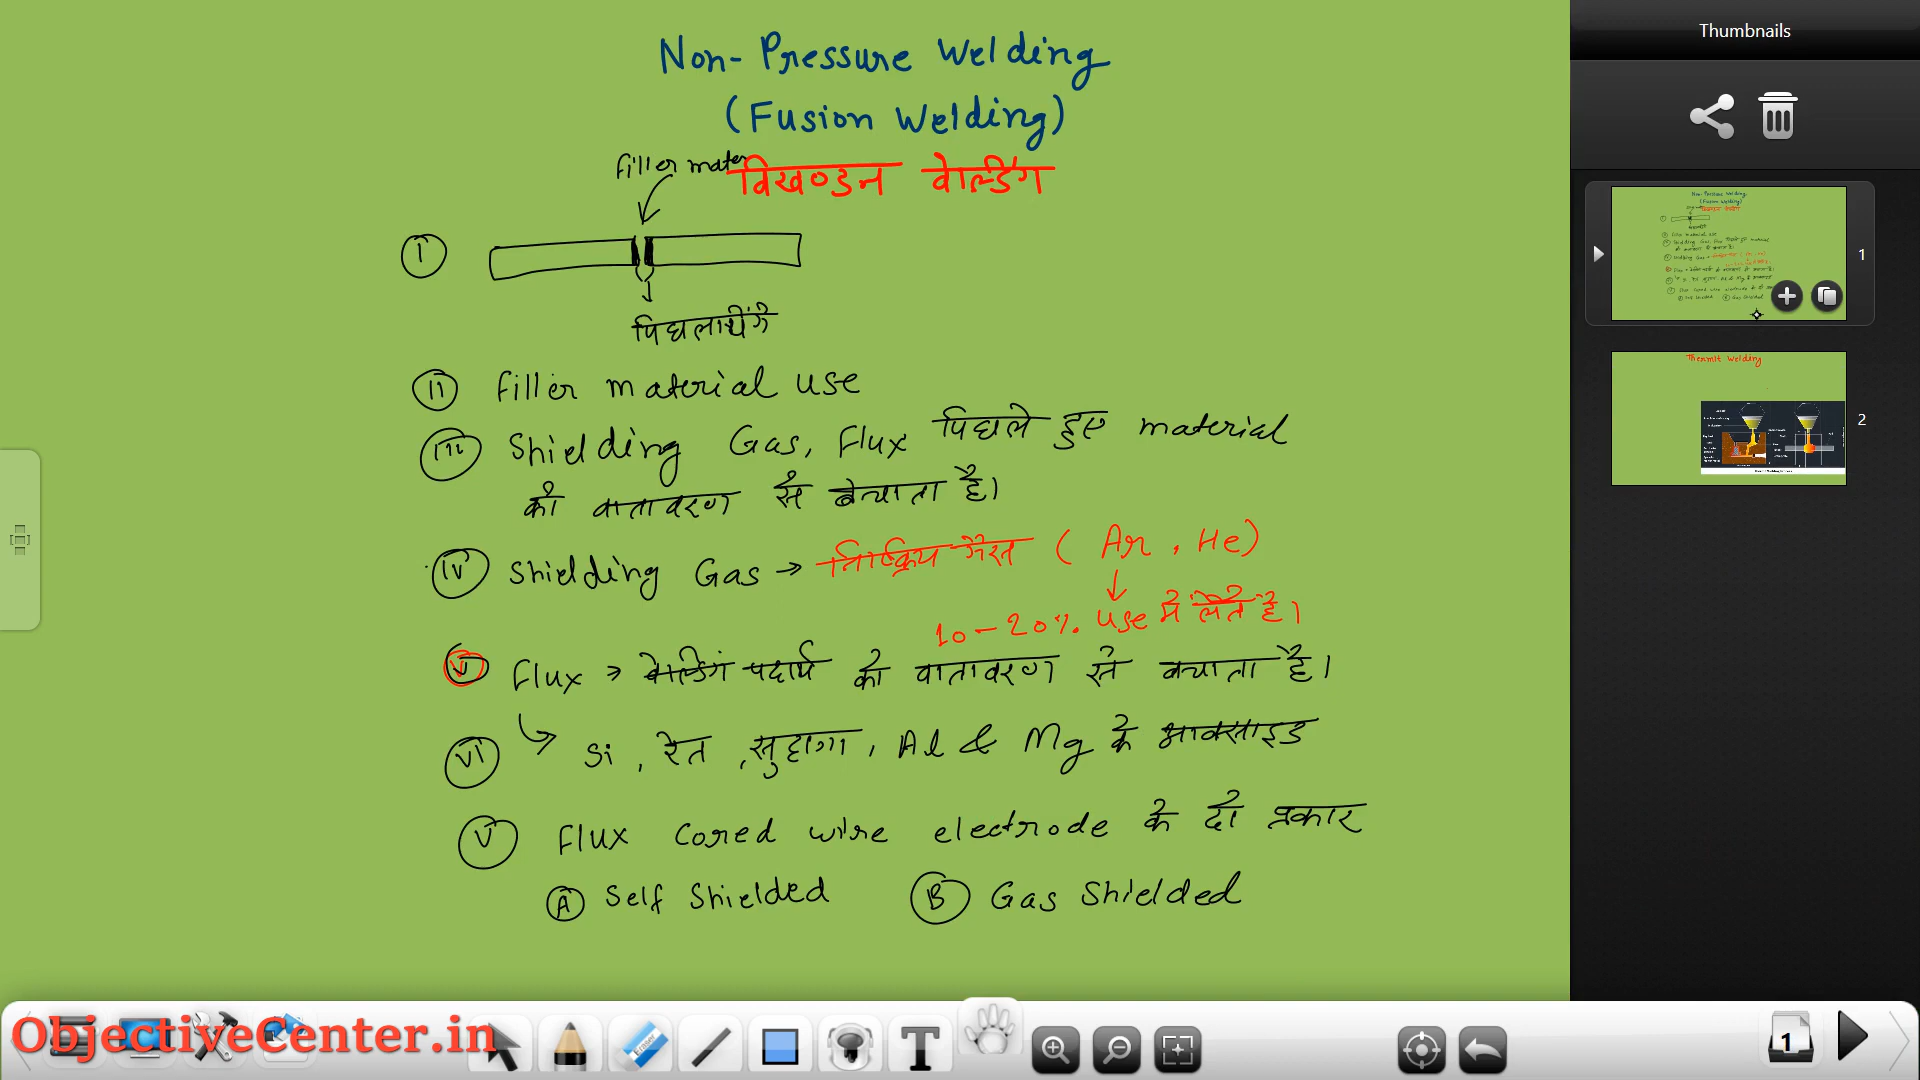 Non-Pressure Welding
(Fusion Welding)
विखण्डन वेल्डिंग
filler mater
i
पिघलायेंगे
ii filler material use
iii Shielding Gas, Flux पिघले हुए material
को वातावरण से बचाता है।
iv Shielding Gas → निष्क्रिय गैस (Ar, He)
10-20% use में लेते है।
Flux → वेल्डिंग पदार्थ को वातावरण से बचाता है।
vi Si, रेत, सुहागा, Al & Mg के आक्साइड
v Flux cored wire electrode के दो प्रकार
A Self Shielded B Gas Shielded
Thumbnails
1
Thermit Welding
2
ObjectiveCenter.in
Eraser
T
1